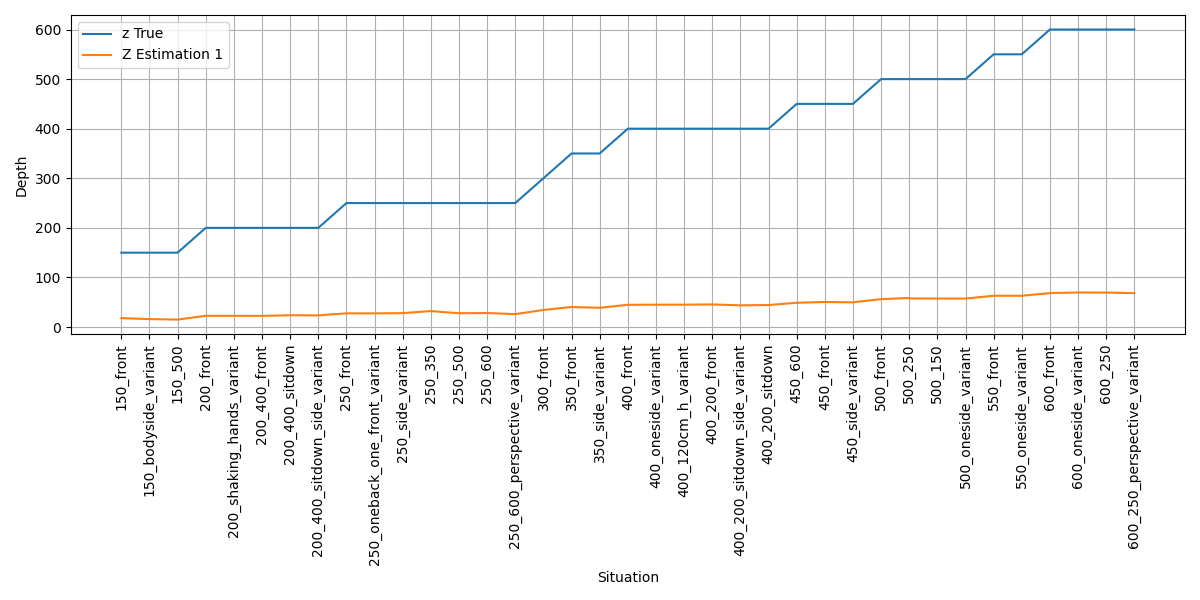 z True
Z Estimation 1
600
500
400
300
200
100
0
Depth
150_front
150_bodyside_variant
150_500
200_front
200_shaking_hands_variant
200_400_front
200_400_sitdown
200_400_sitdown_side_variant
250_front
250_oneback_one_front_variant
250_side_variant
250_350
250_500
250_600
250_600_perspective_variant
300_front
350_front
350_side_variant
400_front
400_oneside_variant
400_120cm_h_variant
400_200_front
400_200_sitdown_side_variant
400_200_sitdown
450_600
450_front
450_side_variant
500_front
500_250
500_150
500_oneside_variant
550_front
550_oneside_variant
600_front
600_oneside_variant
600_250
600_250_perspective_variant
Situation